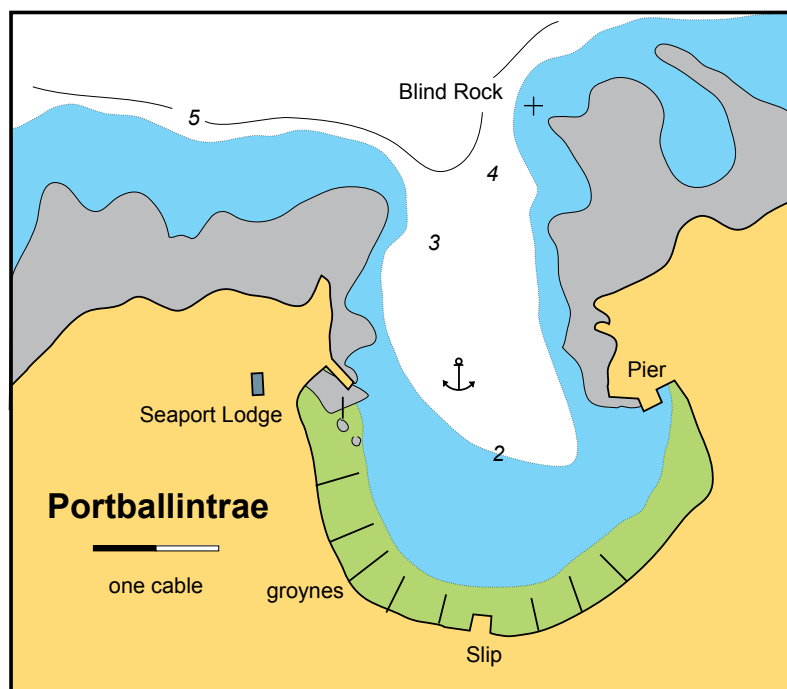 Blind Rock
5
4
3
Pier
Seaport Lodge
2
Portballintrae
one cable
groynes
Slip